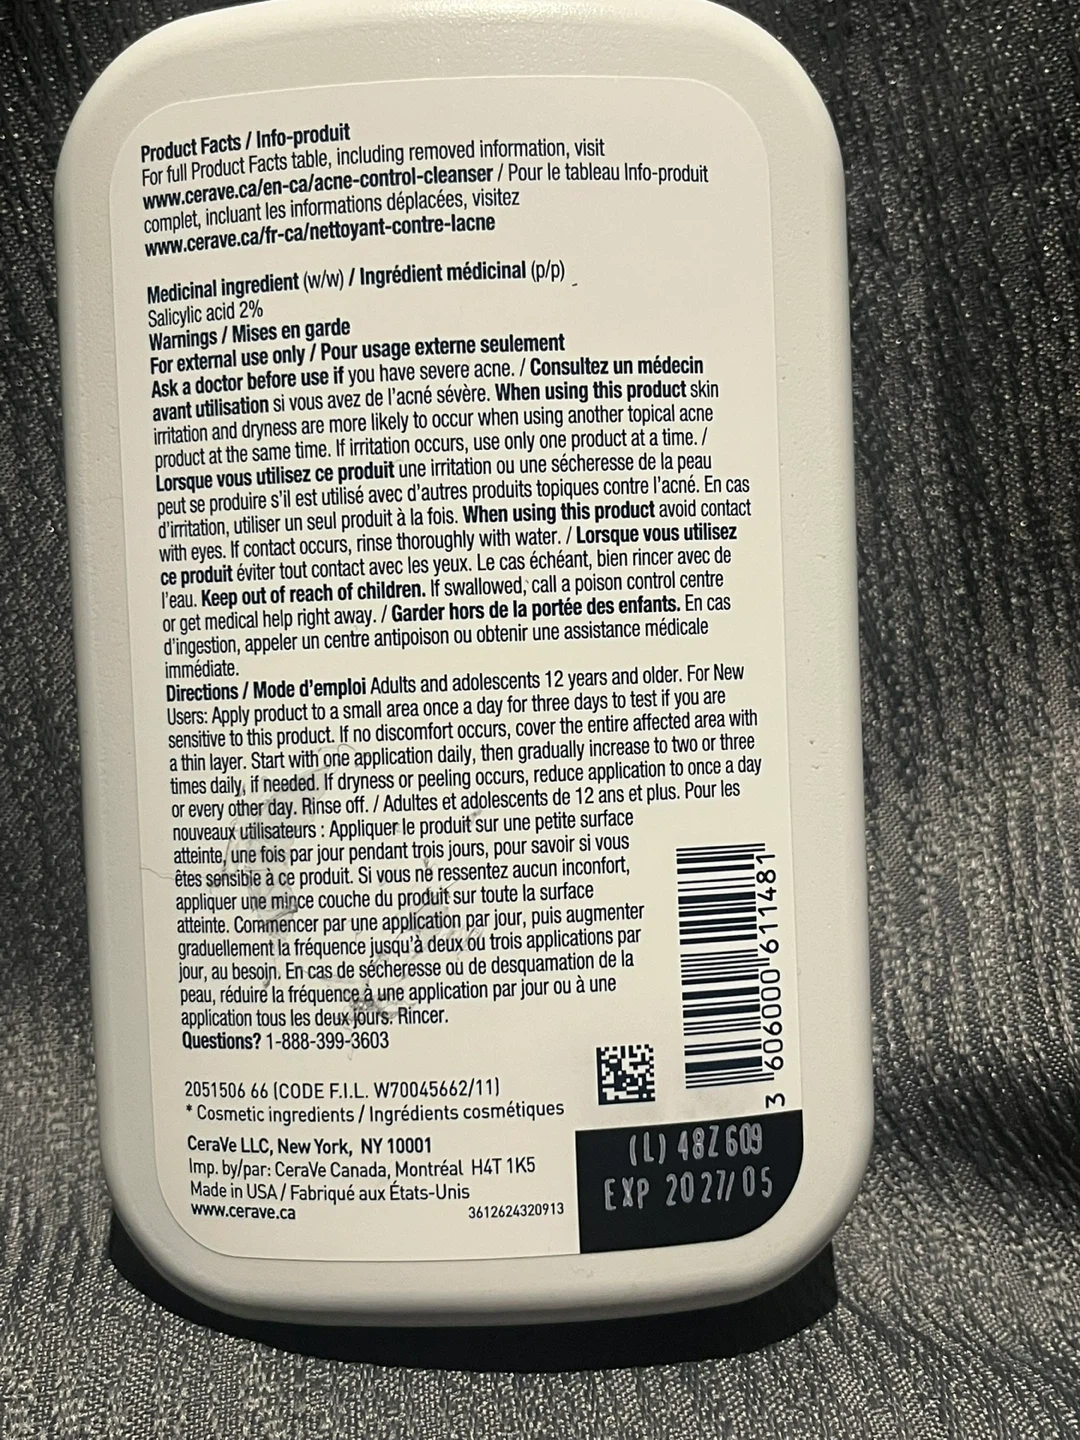 Product Facts / Info-produit
For full Product Facts table, including removed information, visit
www.cerave.ca/en-ca/acne-control-cleanser / Pour le tableau Info-produit
complet, incluant les informations déplacées, visitez
www.cerave.ca/fr-ca/nettoyant-contre-lacne
Medicinal ingredient (w/w) / Ingrédient médicinal (p/p)
Salicylic acid 2%
Warnings / Mises en garde
For external use only / Pour usage externe seulement
Ask a doctor before use if you have severe acne. / Consultez un médecin
avant utilisation si vous avez de l'acné sévère. When using this product skin
irritation and dryness are more likely to occur when using another topical acne
product at the same time. If irritation occurs, use only one product at a time. /
Lorsque vous utilisez ce produit une irritation ou une sécheresse de la peau
peut se produire s'il est utilisé avec d'autres produits topiques contre l'acné. En cas
d'irritation, utiliser un seul produit à la fois. When using this product avoid contact
with eyes. If contact occurs, rinse thoroughly with water. / Lorsque vous utilisez
ce produit éviter tout contact avec les yeux. Le cas échéant, bien rincer avec de
l'eau. Keep out of reach of children. If swallowed, call a poison control centre
or get medical help right away. / Garder hors de la portée des enfants. En cas
d'ingestion, appeler un centre antipoison ou obtenir une assistance médicale
immédiate.
Directions / Mode d'emploi Adults and adolescents 12 years and older. For New
Users: Apply product to a small area once a day for three days to test if you are
sensitive to this product. If no discomfort occurs, cover the entire affected area with
a thin layer. Start with one application daily, then gradually increase to two or three
times daily, if needed. If dryness or peeling occurs, reduce application to once a day
or every other day. Rinse off. / Adultes et adolescents de 12 ans et plus. Pour les
nouveaux utilisateurs : Appliquer le produit sur une petite surface
atteinte, une fois par jour pendant trois jours, pour savoir si vous
êtes sensible à ce produit. Si vous ne ressentez aucun inconfort,
appliquer une mince couche du produit sur toute la surface
atteinte. Commencer par une application par jour, puis augmenter
graduellement la fréquence jusqu'à deux ou trois applications par
jour, au besoin. En cas de sécheresse ou de desquamation de la
peau, réduire la fréquence à une application par jour ou à une
application tous les deux jours. Rincer.
Questions? 1-888-399-3603
2051506 66 (CODE F.I.L. W70045662/11)
* Cosmetic ingredients / Ingrédients cosmétiques
CeraVe LLC, New York, NY 10001
Imp. by/par: CeraVe Canada, Montréal H4T 1K5
Made in USA / Fabriqué aux États-Unis
www.cerave.ca
3612624320913
3 606000 611481
(L) 48Z609
EXP 2027/05